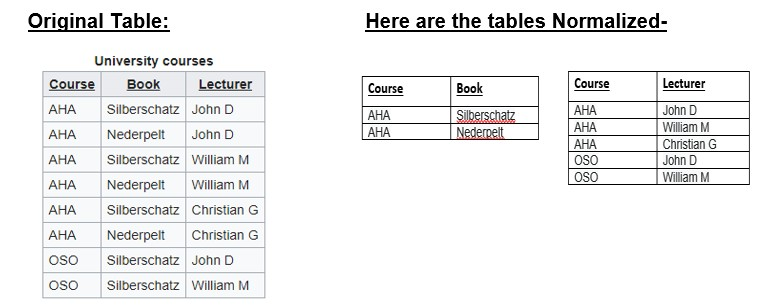 Original Table:
Here are the tables Normalized-
University courses
Course Book Lecturer
AHA Silberschatz John D
AHA Nederpelt John D
AHA Silberschatz William M
AHA Nederpelt William M
AHA Silberschatz Christian G
AHA Nederpelt Christian G
OSO Silberschatz John D
OSO Silberschatz William M
Course Book
AHA Silberschatz
AHA Nederpelt
Course Lecturer
AHA John D
AHA William M
AHA Christian G
OSO John D
OSO William M